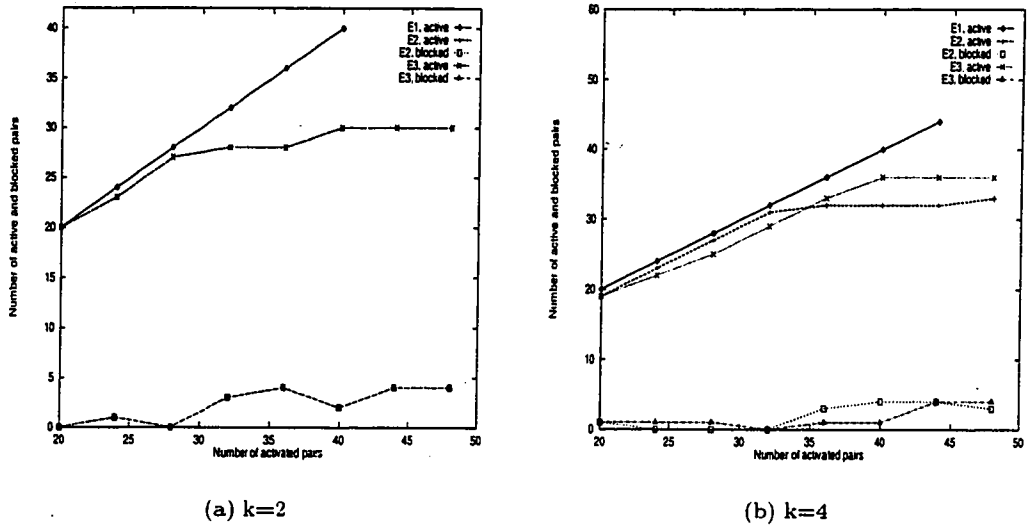 40
35
30
25
20
15
10
5
0
20
25
30
35
40
45
50
Number of active and blocked pairs
Number of activated pairs
E1, active
E2, active
E2, blocked
E3, active
E3, blocked
(a) k=2
60
50
40
30
20
10
0
20
25
30
35
40
45
50
Number of active and blocked pairs
Number of activated pairs
E1, active
E2, active
E2, blocked
E3, active
E3, blocked
(b) k=4